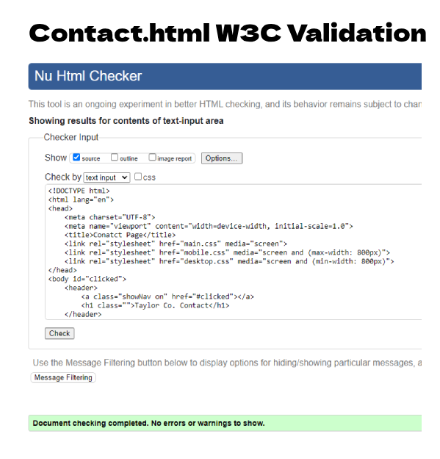 Contact.html W3C Validation
Nu Html Checker
This tool is an ongoing experiment in better HTML checking, and its behavior remains subject to
Showing results for contents of text-input area
Checker Input
Show source outline image report Options...
Check by text input css
<!DOCTYPE html>
<html lang="en">
<head>
<meta charset="UTF-8">
<meta name="viewport" content="width=device-width, initial-scale=1.0">
<title>Conatct Page</title>
<link rel="stylesheet" href="main.css" media="screen">
<link rel="stylesheet" href="mobile.css" media="screen and (max-width: 800px)">
<link rel="stylesheet" href="desktop.css" media="screen and (min-width: 800px)">
</head>
<body id="clicked">
<header>
<a class="showNav on" href="#clicked"></a>
<h1 class="">Taylor Co. Contact</h1>
</header>
Check
Use the Message Filtering button below to display options for hiding/showing particular messages, a
Message Filtering
Document checking completed. No errors or warnings to show.